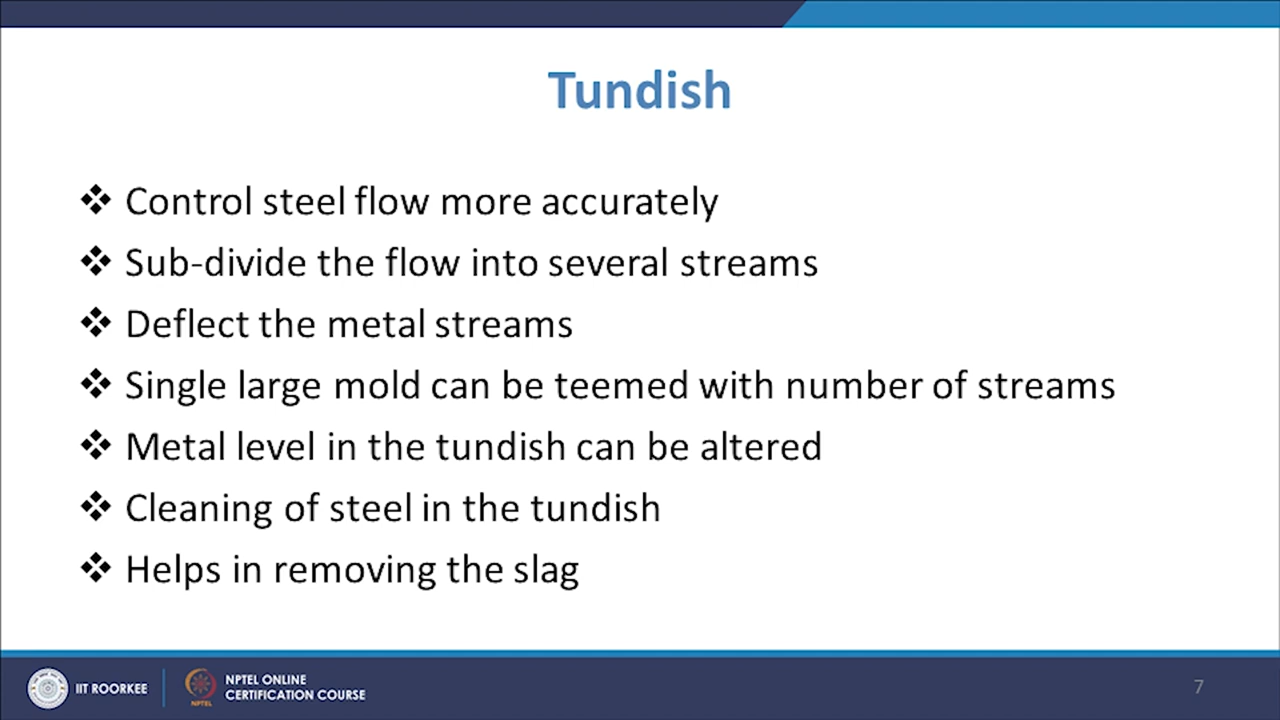 Tundish
❖ Control steel flow more accurately
❖ Sub-divide the flow into several streams
❖ Deflect the metal streams
❖ Single large mold can be teemed with number of streams
❖ Metal level in the tundish can be altered
❖ Cleaning of steel in the tundish
❖ Helps in removing the slag
IIT ROORKEE
NPTEL
NPTEL ONLINE
CERTIFICATION COURSE
7